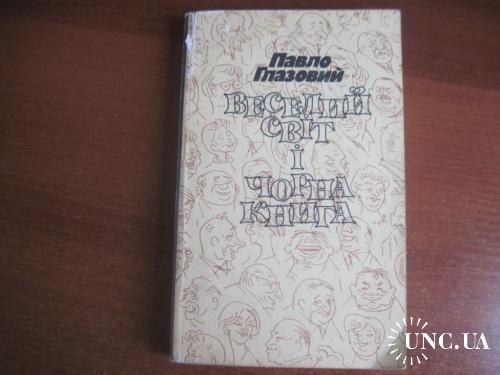 Павло
Глазовий
ВЕСЕЛИЙ
СВІТ
І
ЧОРНА
КНИГА
UNC.UA